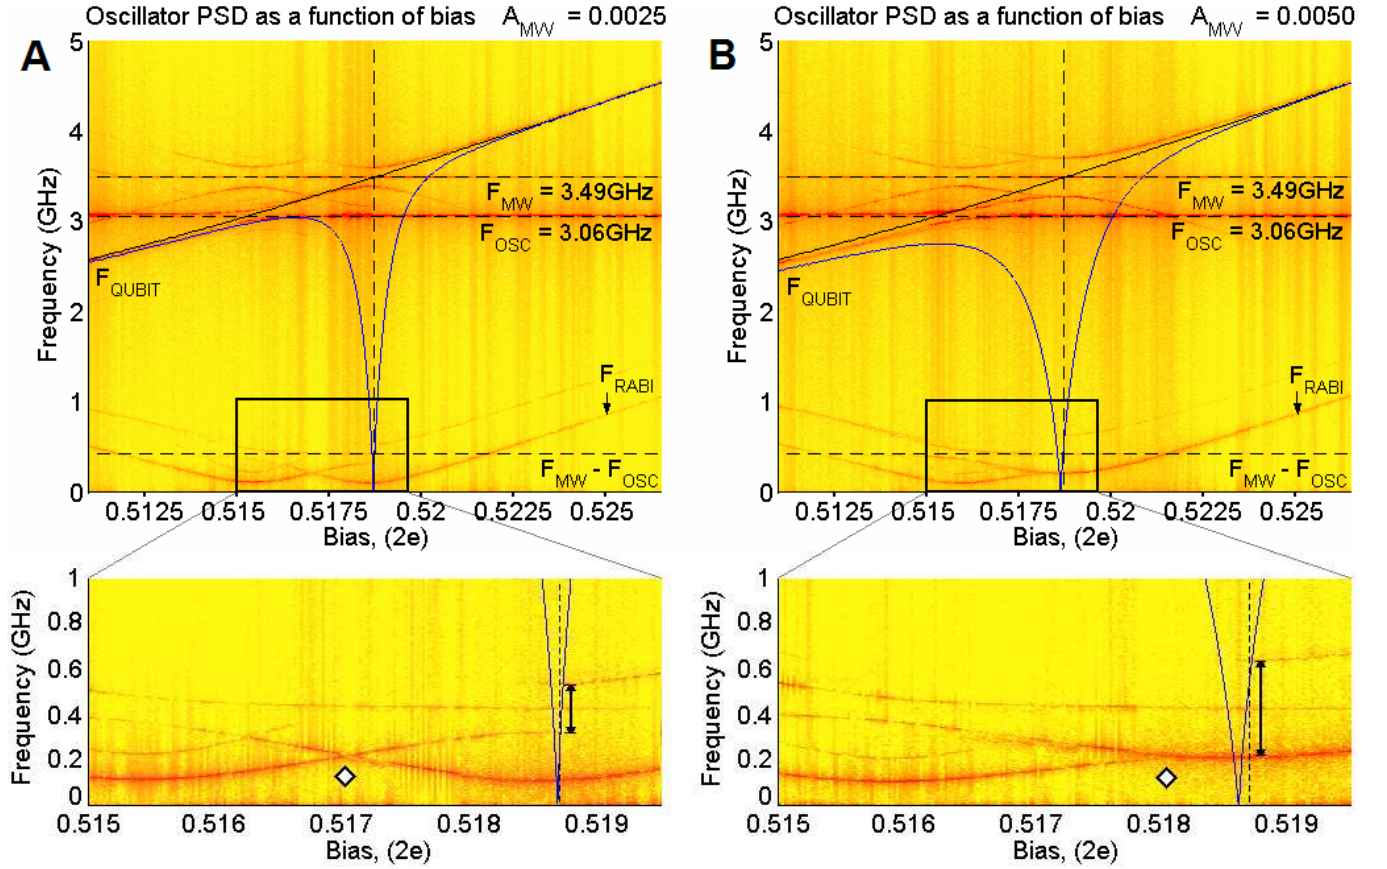 A
Oscillator PSD as a function of bias A_MW = 0.0025
5
4
3
2
1
0
Frequency (GHz)
F_MW = 3.49GHz
F_OSC = 3.06GHz
F_QUBIT
F_RABI
F_MW - F_OSC
0.5125 0.515 0.5175 0.52 0.5225 0.525
Bias, (2e)
1
0.8
0.6
0.4
0.2
0
Frequency (GHz)
0.515 0.516 0.517 0.518 0.519
Bias, (2e)
B
Oscillator PSD as a function of bias A_MW = 0.0050
5
4
3
2
1
0
Frequency (GHz)
F_MW = 3.49GHz
F_OSC = 3.06GHz
F_QUBIT
F_RABI
F_MW - F_OSC
0.5125 0.515 0.5175 0.52 0.5225 0.525
Bias, (2e)
1
0.8
0.6
0.4
0.2
0
Frequency (GHz)
0.515 0.516 0.517 0.518 0.519
Bias, (2e)